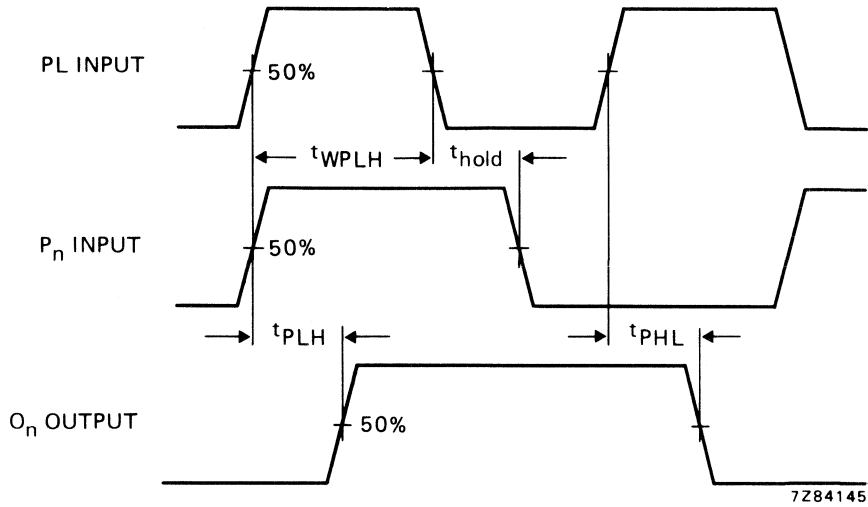 PL INPUT
50%
tWPLH
thold
Pn INPUT
50%
tPLH
tPHL
On OUTPUT
50%
7Z84145